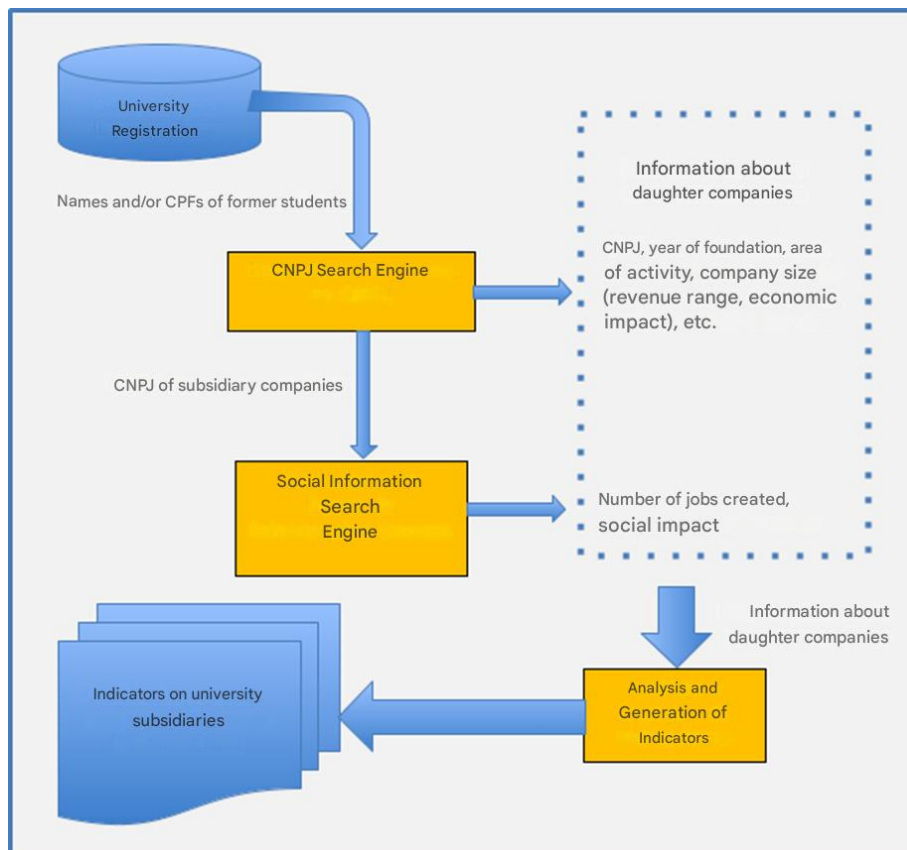 University
Registration
Names and/or CPFs of former students
Information about
daughter companies
CNPJ Search Engine
CNPJ, year of foundation, area
of activity, company size
(revenue range, economic
impact), etc.
CNPJ of subsidiary companies
Social Information
Search
Engine
Number of jobs created,
social impact
Information about
daughter companies
Analysis and
Generation of
Indicators
Indicators on university
subsidiaries